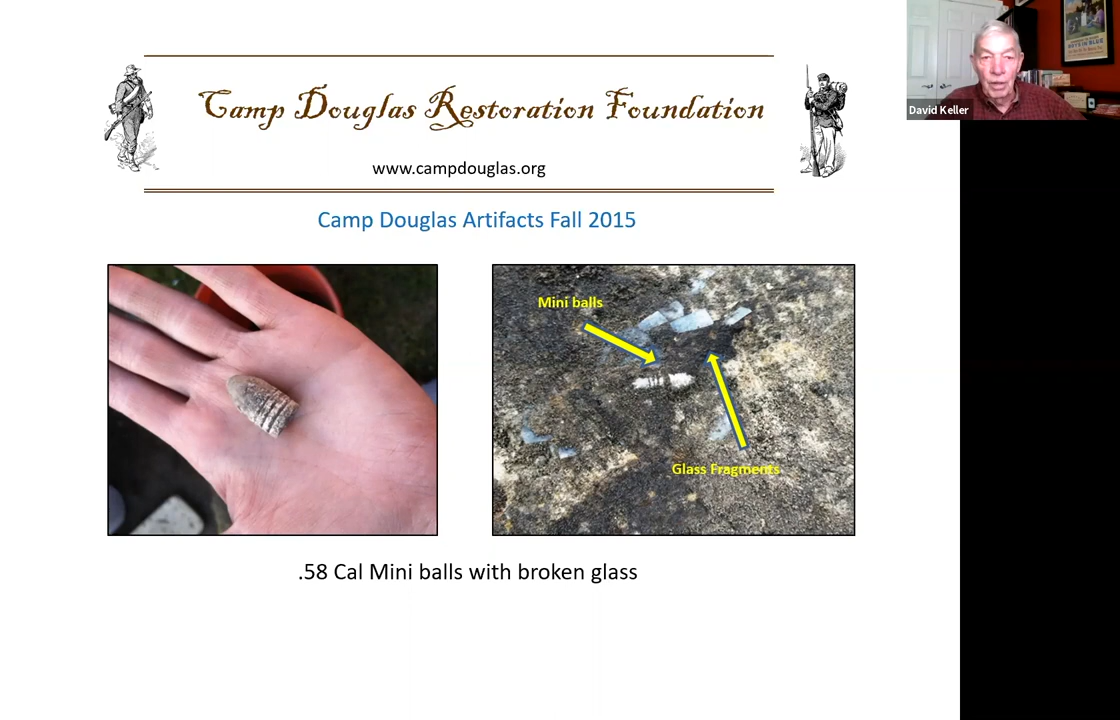 Camp Douglas Restoration Foundation
www.campdouglas.org
David Keller
Camp Douglas Artifacts Fall 2015
Mini balls
Glass Fragments
.58 Cal Mini balls with broken glass